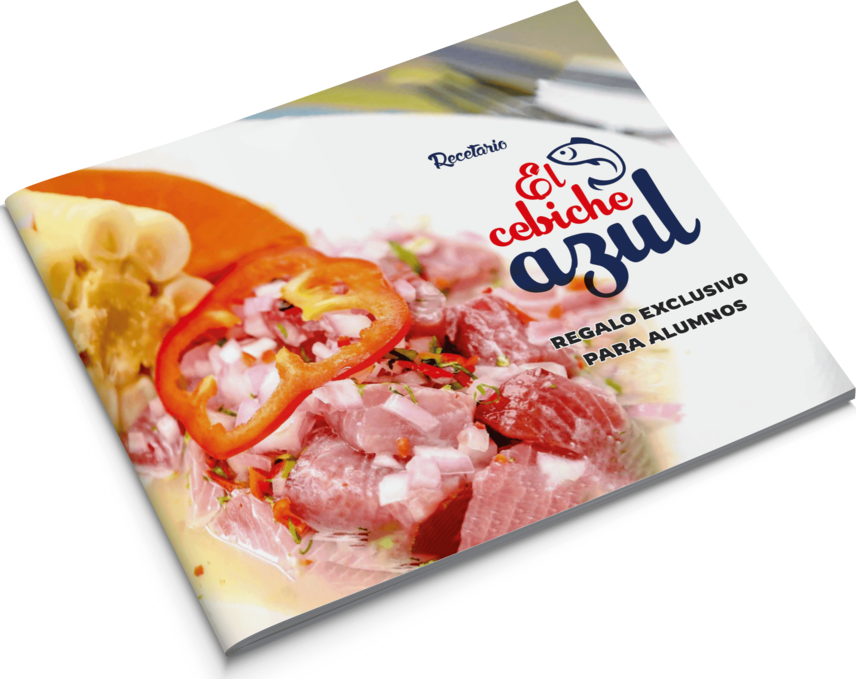 Recetario
El
cebiche
azul
REGALO EXCLUSIVO
PARA ALUMNOS